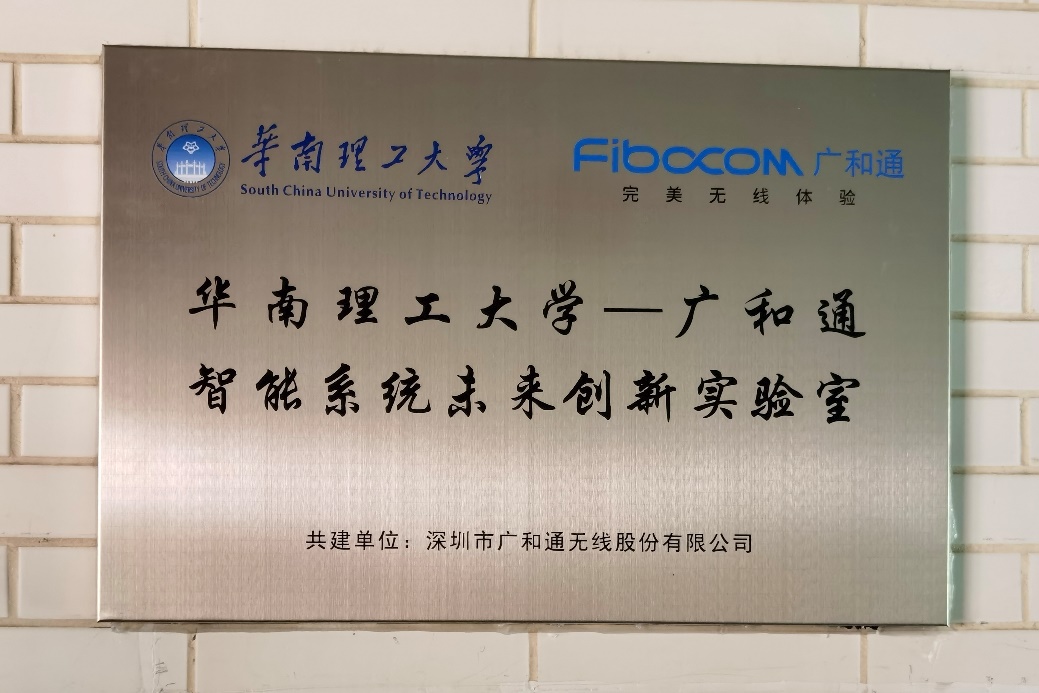 華南理工大學
South China University of Technology
Fibocom 广和通
完美无线体验
华南理工大学—广和通
智能系统未来创新实验室
共建单位：深圳市广和通无线股份有限公司